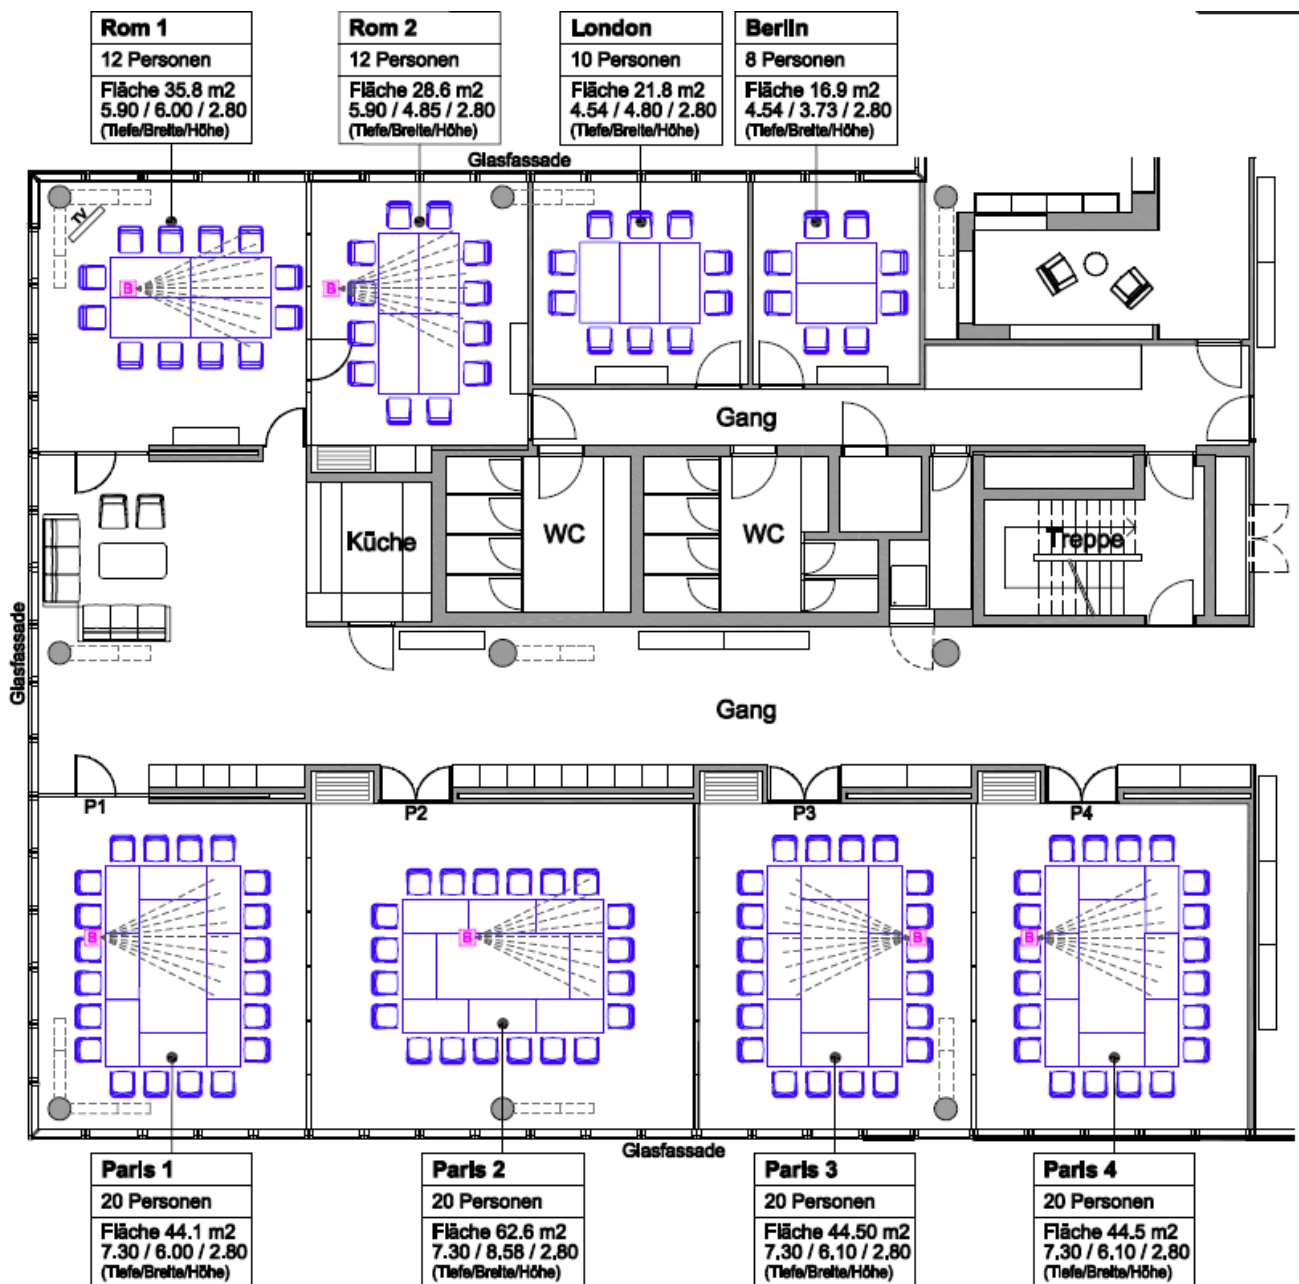 Rom 1
12 Personen
Fläche 35.8 m2
5.90 / 6.00 / 2.80
(Tiefe/Breite/Höhe)
Rom 2
12 Personen
Fläche 28.6 m2
5.90 / 4.85 / 2.80
(Tiefe/Breite/Höhe)
London
10 Personen
Fläche 21.8 m2
4.54 / 4.80 / 2.80
(Tiefe/Breite/Höhe)
Berlin
8 Personen
Fläche 16.9 m2
4.54 / 3.73 / 2.80
(Tiefe/Breite/Höhe)
Glasfassade
TV
B
B
Gang
Küche
WC
WC
Treppe
Glasfassade
Gang
P1
P2
P3
P4
B
B
B
B
Glasfassade
Paris 1
20 Personen
Fläche 44.1 m2
7.30 / 6.00 / 2.80
(Tiefe/Breite/Höhe)
Paris 2
20 Personen
Fläche 62.6 m2
7.30 / 8.58 / 2.80
(Tiefe/Breite/Höhe)
Paris 3
20 Personen
Fläche 44.50 m2
7.30 / 6.10 / 2.80
(Tiefe/Breite/Höhe)
Paris 4
20 Personen
Fläche 44.5 m2
7.30 / 6.10 / 2.80
(Tiefe/Breite/Höhe)